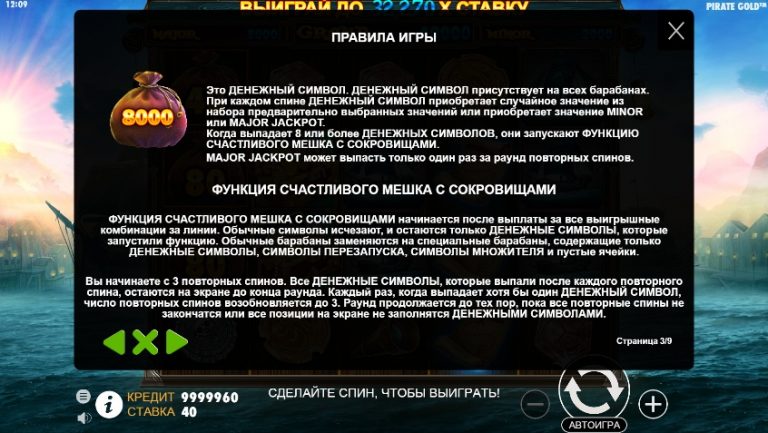 12:09
ВЫИГРАЙ ДО 32,270 X СТАВКУ
PIRATE GOLD™
ПРАВИЛА ИГРЫ
8000
Это ДЕНЕЖНЫЙ СИМВОЛ. ДЕНЕЖНЫЙ СИМВОЛ присутствует на всех барабанах.
При каждом спине ДЕНЕЖНЫЙ СИМВОЛ приобретает случайное значение из
набора предварительно выбранных значений или приобретает значение MINOR
или MAJOR JACKPOT.
Когда выпадает 8 или более ДЕНЕЖНЫХ СИМВОЛОВ, они запускают ФУНКЦИЮ
СЧАСТЛИВОГО МЕШКА С СОКРОВИЩАМИ.
MAJOR JACKPOT может выпасть только один раз за раунд повторных спинов.
ФУНКЦИЯ СЧАСТЛИВОГО МЕШКА С СОКРОВИЩАМИ
ФУНКЦИЯ СЧАСТЛИВОГО МЕШКА С СОКРОВИЩАМИ начинается после выплаты за все выигрышные
комбинации за линии. Обычные символы исчезают, и остаются только ДЕНЕЖНЫЕ СИМВОЛЫ, которые
запустили функцию. Обычные барабаны заменяются на специальные барабаны, содержащие только
ДЕНЕЖНЫЕ СИМВОЛЫ, СИМВОЛЫ ПЕРЕЗАПУСКА, СИМВОЛЫ МНОЖИТЕЛЯ и пустые ячейки.
Вы начинаете с 3 повторных спинов. Все ДЕНЕЖНЫЕ СИМВОЛЫ, которые выпали после каждого повторного
спина, остаются на экране до конца раунда. Каждый раз, когда выпадает хотя бы один ДЕНЕЖНЫЙ СИМВОЛ,
число повторных спинов возобновляется до 3. Раунд продолжается до тех пор, пока все повторные спины не
закончатся или все позиции на экране не заполнятся ДЕНЕЖНЫМИ СИМВОЛАМИ.
Страница 3/9
КРЕДИТ 9999960
СТАВКА 40
СДЕЛАЙТЕ СПИН, ЧТОБЫ ВЫИГРАТЬ!
АВТОИГРА